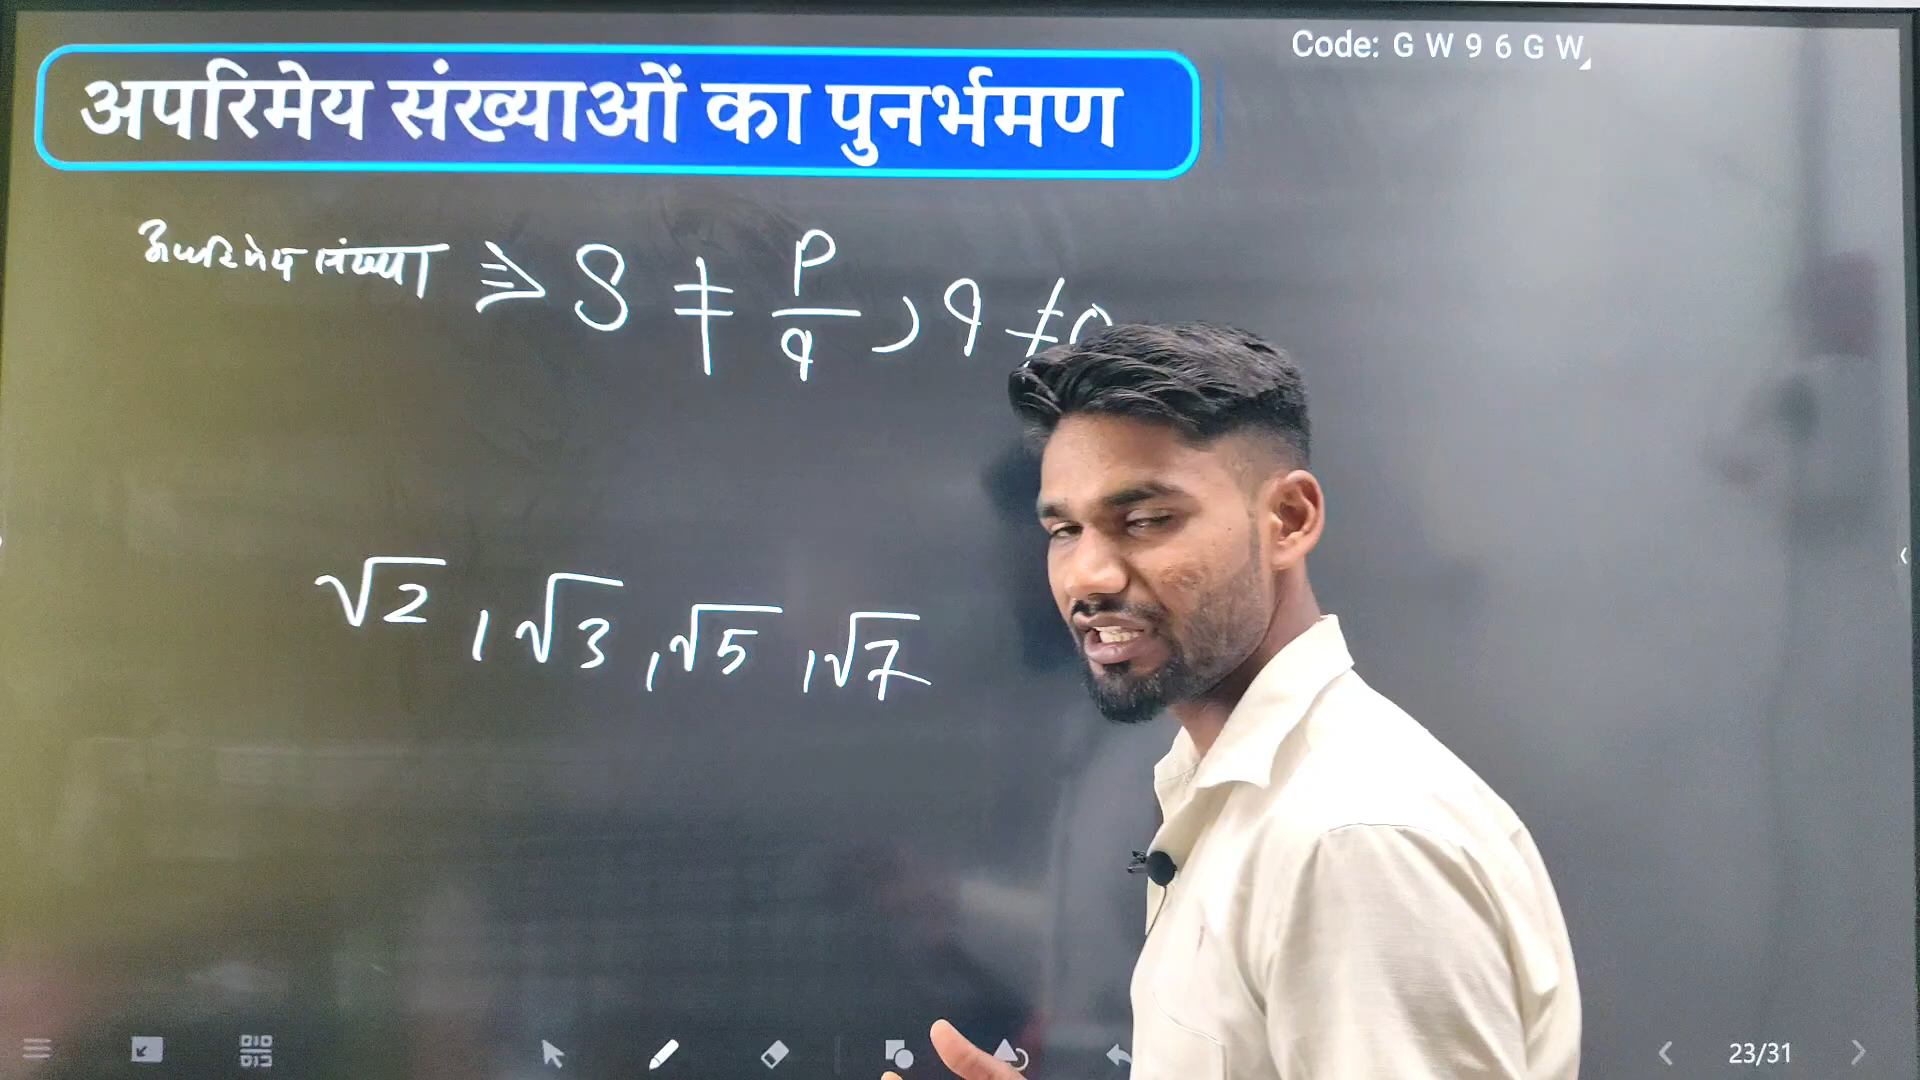 Code: G W 9 6 G W
अपरिमेय संख्याओं का पुनर्भमण
अपरिमेय संख्या ⇒ S ≠ p/q , q ≠ 0
√2 , √3 , √5 , √7
23/31